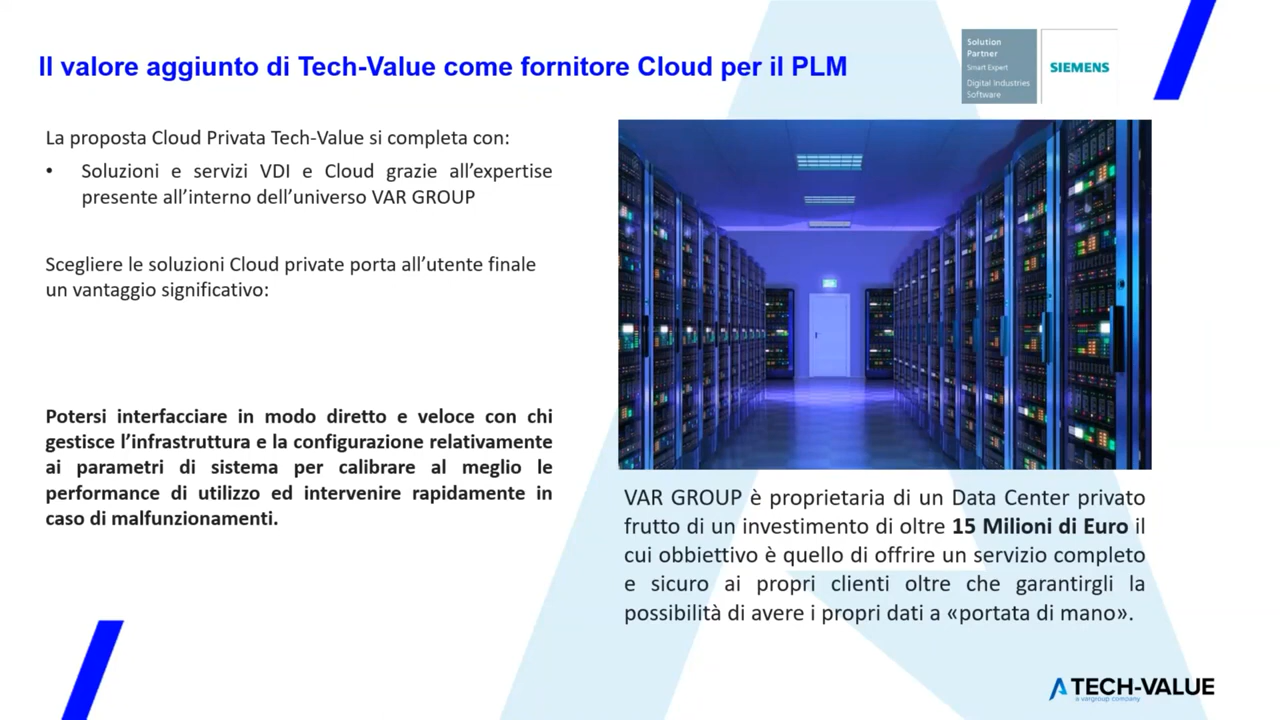 Il valore aggiunto di Tech-Value come fornitore Cloud per il PLM
Solution
Partner
Smart Expert
Digital Industries
Software
SIEMENS
La proposta Cloud Privata Tech-Value si completa con:
• Soluzioni e servizi VDI e Cloud grazie all'expertise
presente all'interno dell'universo VAR GROUP
Scegliere le soluzioni Cloud private porta all'utente finale
un vantaggio significativo:
Potersi interfacciare in modo diretto e veloce con chi
gestisce l'infrastruttura e la configurazione relativamente
ai parametri di sistema per calibrare al meglio le
performance di utilizzo ed intervenire rapidamente in
caso di malfunzionamenti.
VAR GROUP è proprietaria di un Data Center privato
frutto di un investimento di oltre 15 Milioni di Euro il
cui obbiettivo è quello di offrire un servizio completo
e sicuro ai propri clienti oltre che garantirgli la
possibilità di avere i propri dati a «portata di mano».
TECH-VALUE
a vargroup company